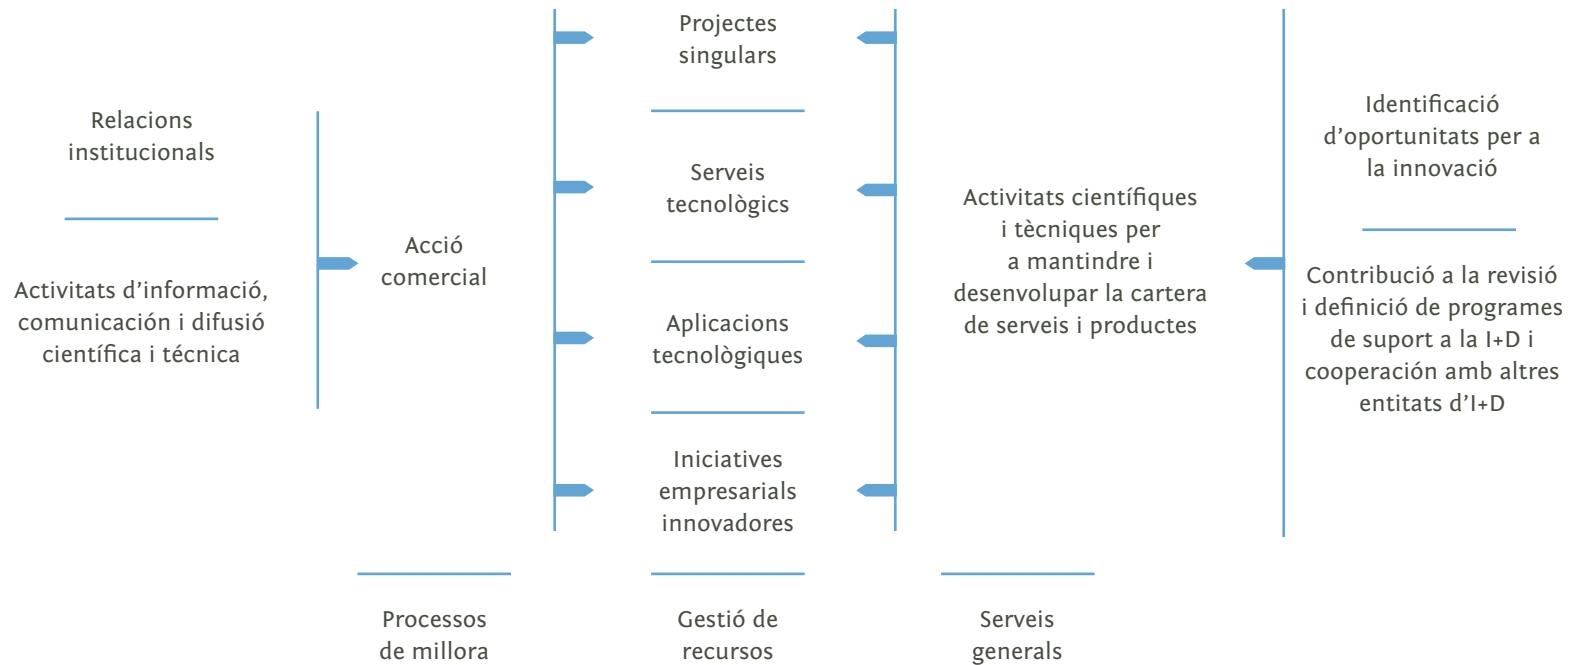 Relacions
institucionals
Activitats d’informació,
comunicación i difusió
científica i técnica
Acció
comercial
Projectes
singulars
Serveis
tecnològics
Aplicacions
tecnològiques
Iniciatives
empresarials
innovadores
Activitats científiques
i tècniques per
a mantindre i
desenvolupar la cartera
de serveis i productes
Identificació
d’oportunitats per a
la innovació
Contribució a la revisió
i definició de programes
de suport a la I+D i
cooperación amb altres
entitats d’I+D
Processos
de millora
Gestió de
recursos
Serveis
generals